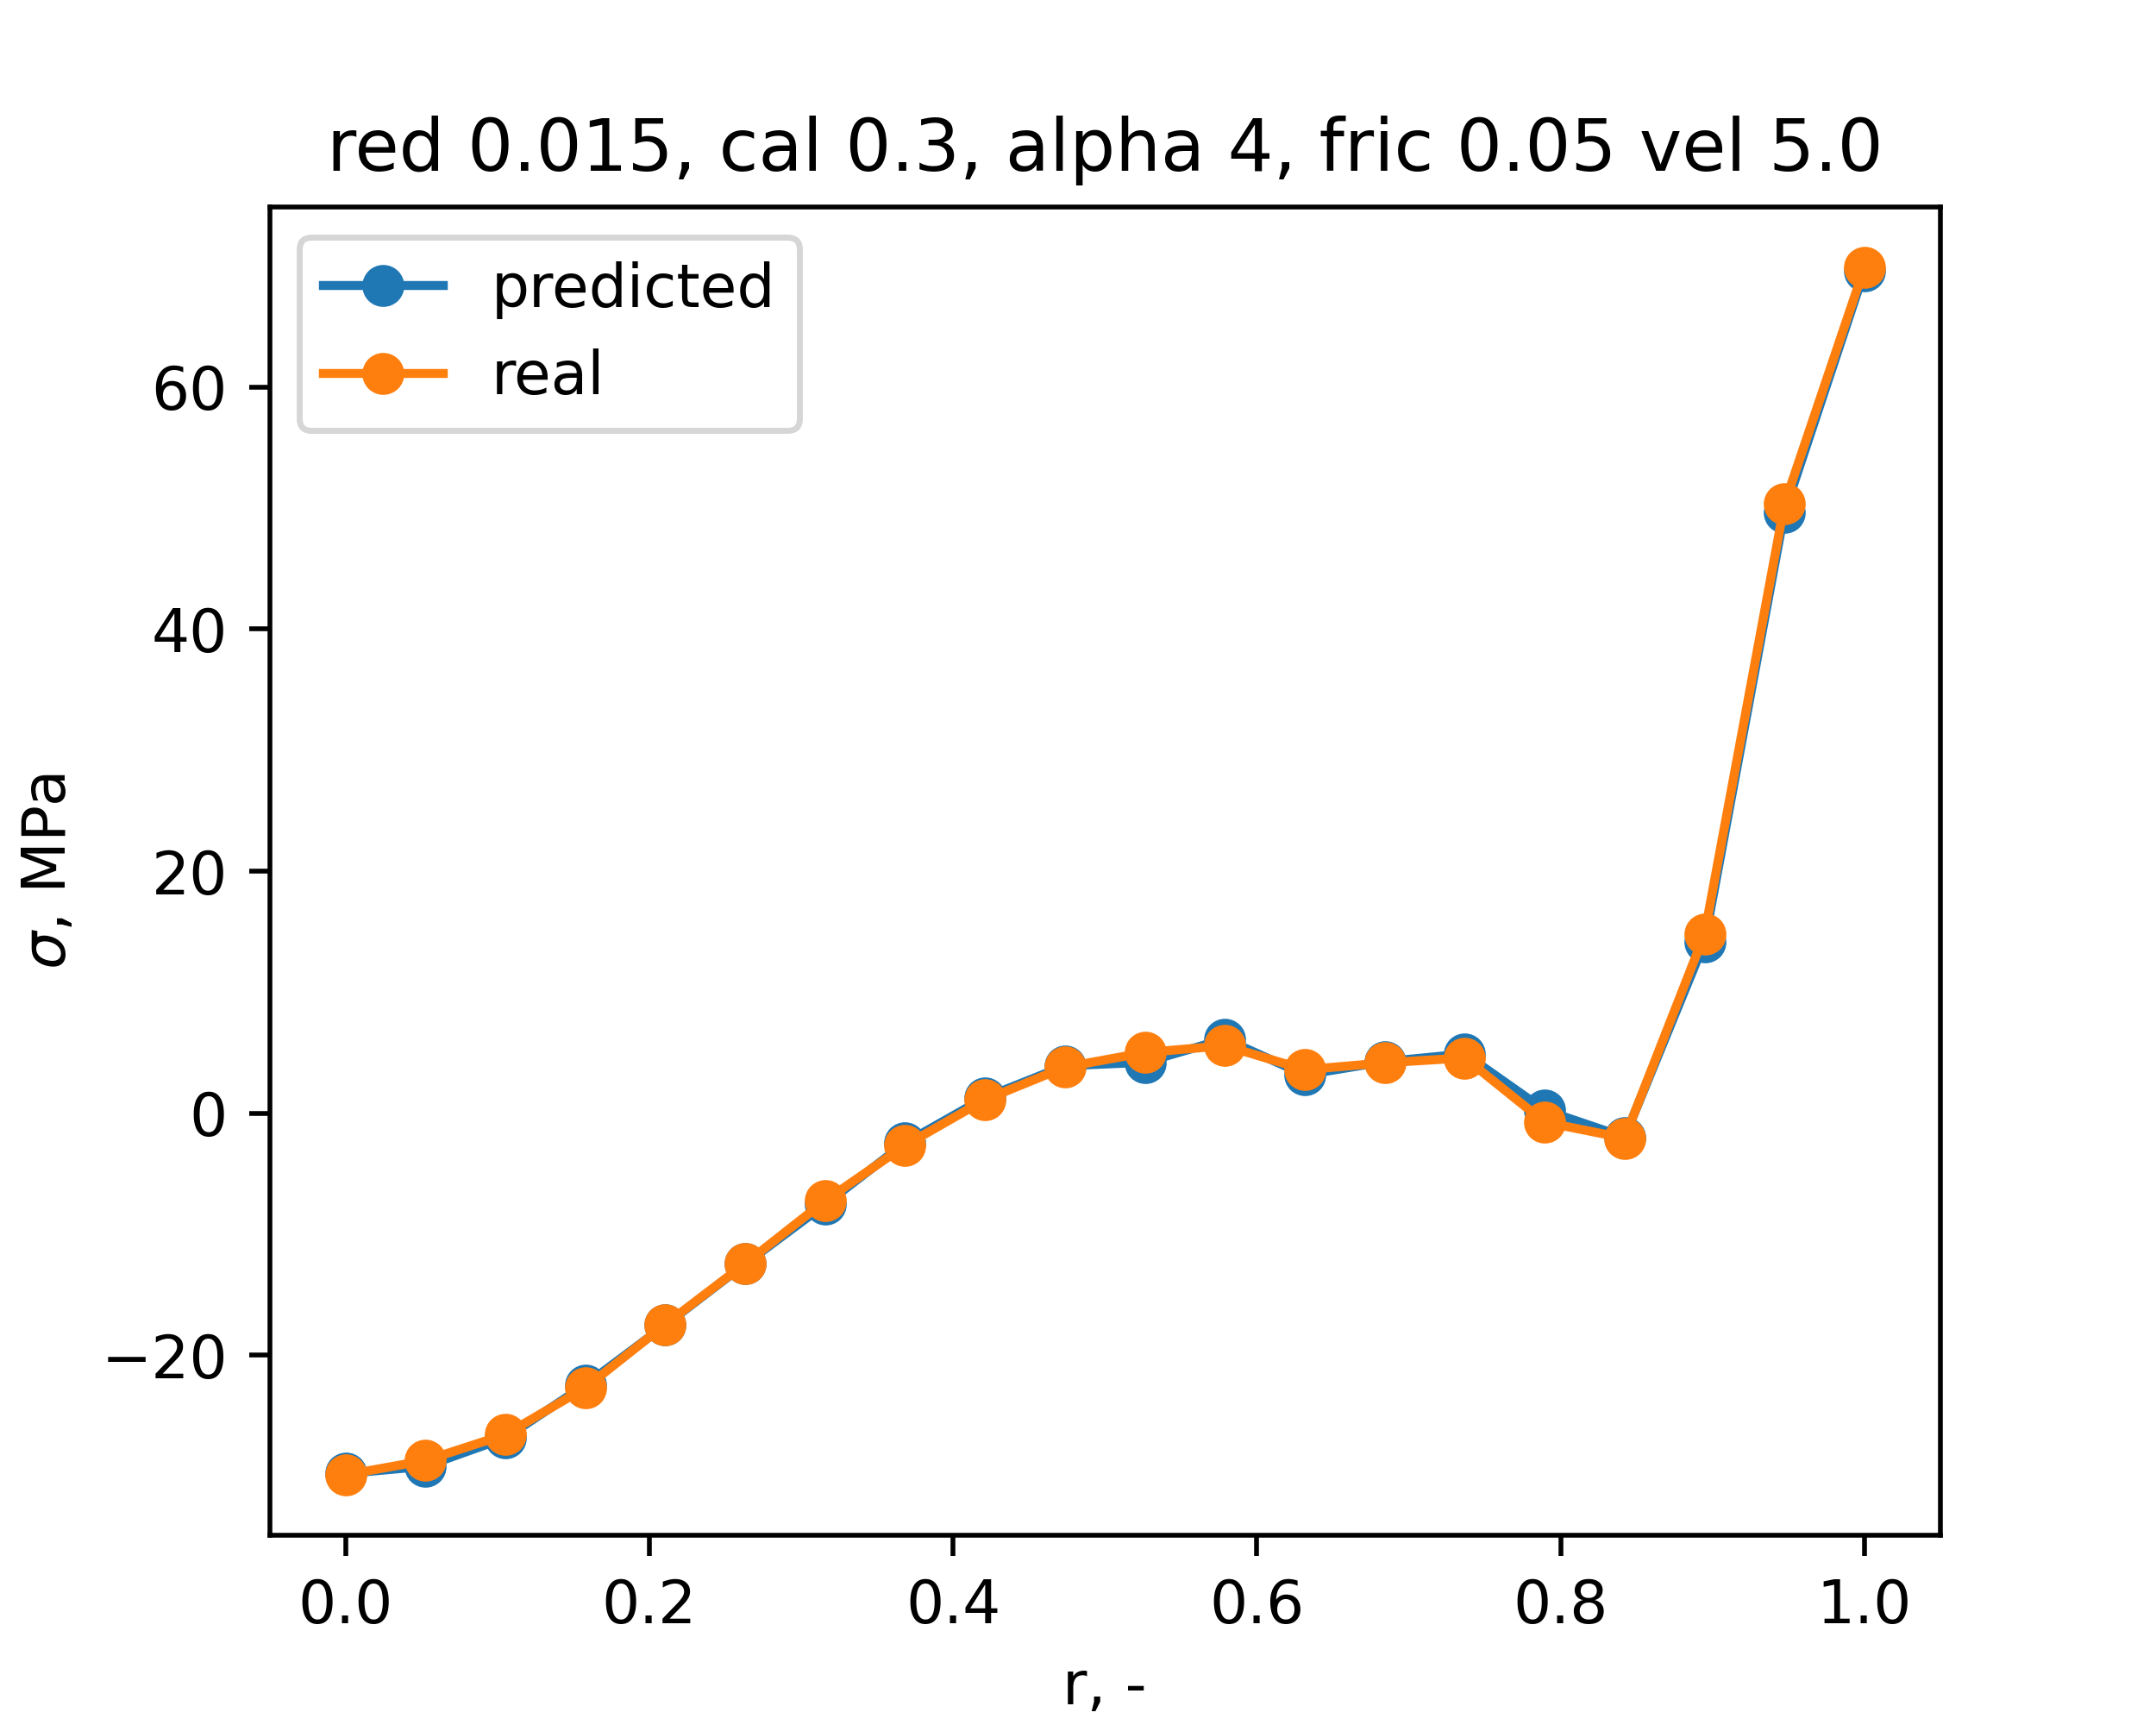 red 0.015, cal 0.3, alpha 4, fric 0.05 vel 5.0
predicted
real
60
40
20
0
−20
σ, MPa
0.0 0.2 0.4 0.6 0.8 1.0
r, -